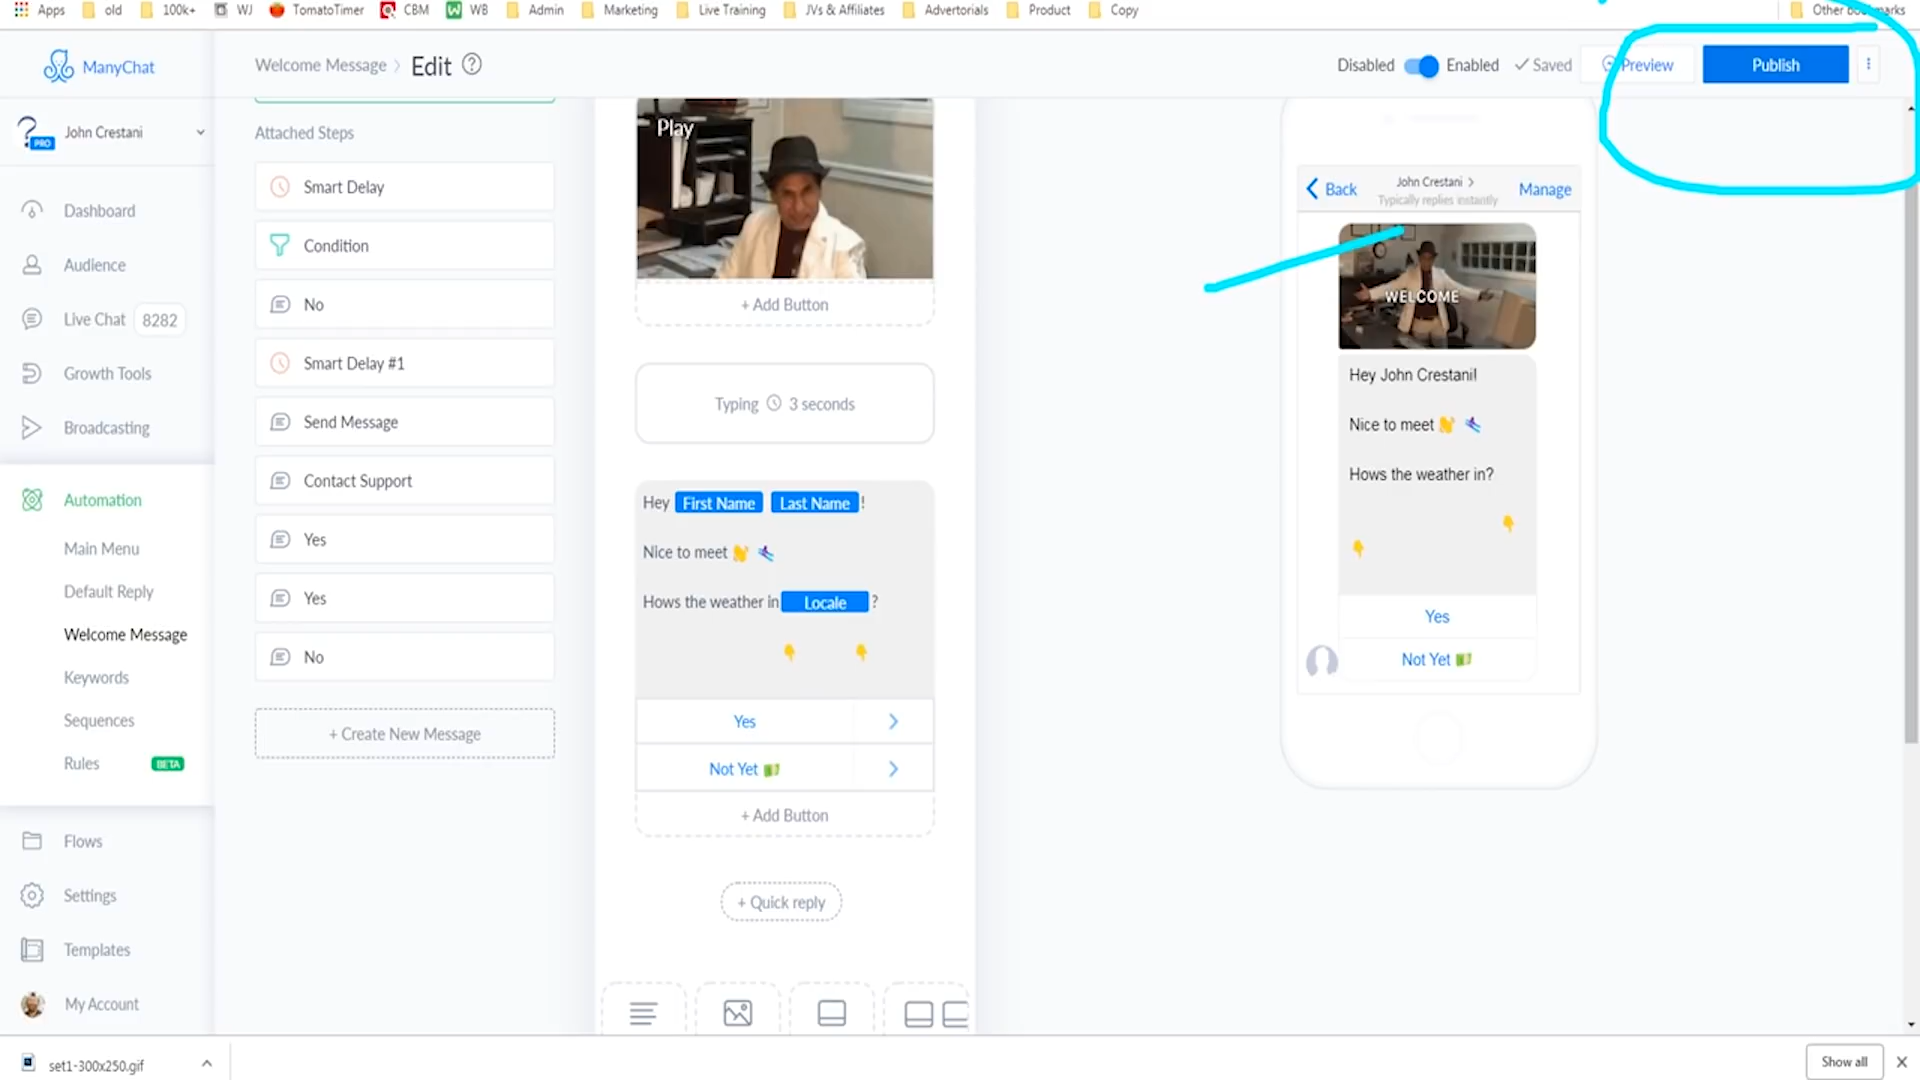 Apps old 100k+ WJ TomatoTimer CBM WB Admin Marketing Live Training JVs & Affiliates Advertorials Product Copy Other bookmarks
ManyChat
Welcome Message Edit ?
Disabled Enabled Saved Preview Publish
John Crestani
PRO
Dashboard
Audience
Live Chat 8282
Growth Tools
Broadcasting
Automation
Main Menu
Default Reply
Welcome Message
Keywords
Sequences
Rules BETA
Flows
Settings
Templates
My Account
Attached Steps
Smart Delay
Condition
No
Smart Delay #1
Send Message
Contact Support
Yes
Yes
No
+ Create New Message
Play
+ Add Button
Typing 3 seconds
Hey First Name Last Name !
Nice to meet 👋
Hows the weather in Locale ?
👇 👇
Yes
Not Yet 💵
+ Add Button
+ Quick reply
Back
John Crestani
Typically replies instantly
Manage
WELCOME
Hey John Crestani!
Nice to meet 👋
Hows the weather in?
👇
👇
Yes
Not Yet 💵
set1-300x250.gif
Show all